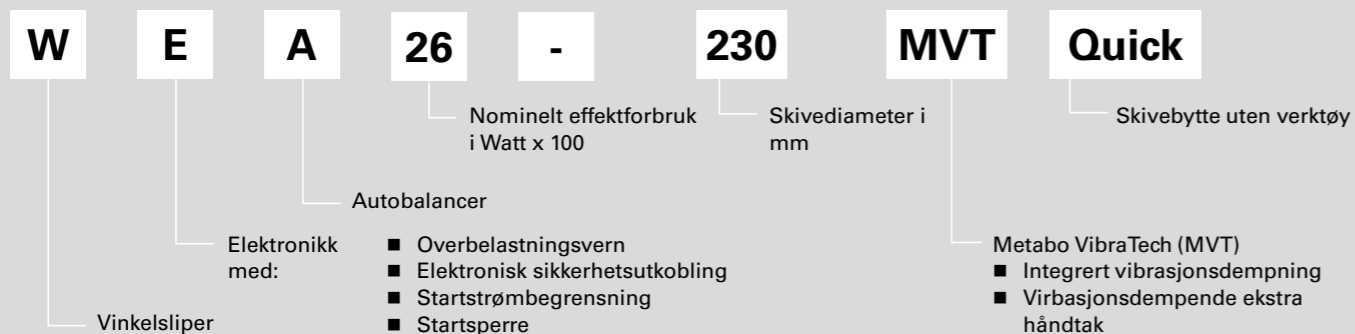 W E A 26 - 230 MVT Quick
Nominelt effektforbruk
i Watt x 100
Skivediameter i
mm
Skivebytte uten verktøy
Autobalancer
Elektronikk
med:
■ Overbelastningsvern
■ Elektronisk sikkerhetsutkobling
■ Startstrømbegrensning
■ Startsperre
Metabo VibraTech (MVT)
■ Integrert vibrasjonsdempning
■ Virbasjonsdempende ekstra
håndtak
Vinkelsliper